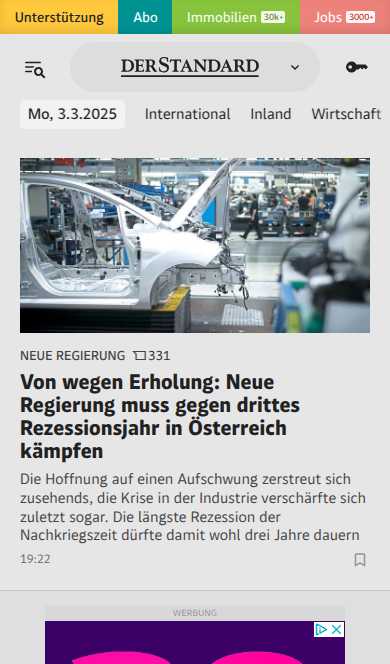 Unterstützung Abo Immobilien 30k+ Jobs 3000+
DERSTANDARD
Mo, 3.3.2025 International Inland Wirtschaft
NEUE REGIERUNG 331
Von wegen Erholung: Neue
Regierung muss gegen drittes
Rezessionsjahr in Österreich
kämpfen
Die Hoffnung auf einen Aufschwung zerstreut sich
zusehends, die Krise in der Industrie verschärfte sich
zuletzt sogar. Die längste Rezession der
Nachkriegszeit dürfte damit wohl drei Jahre dauern
19:22
WERBUNG